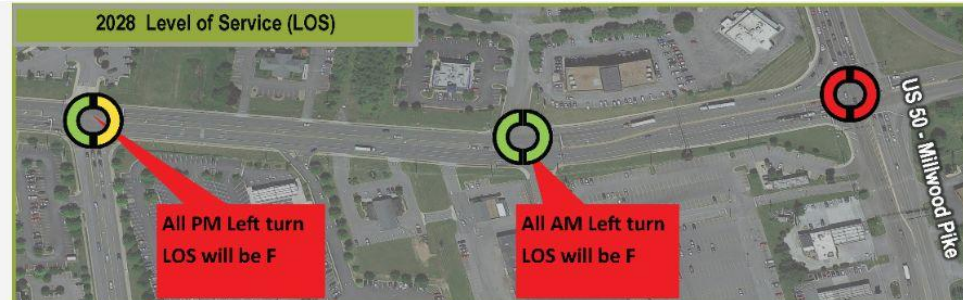 2028 Level of Service (LOS)
US 50 - Millwood Pike
All PM Left turn
LOS will be F
All AM Left turn
LOS will be F